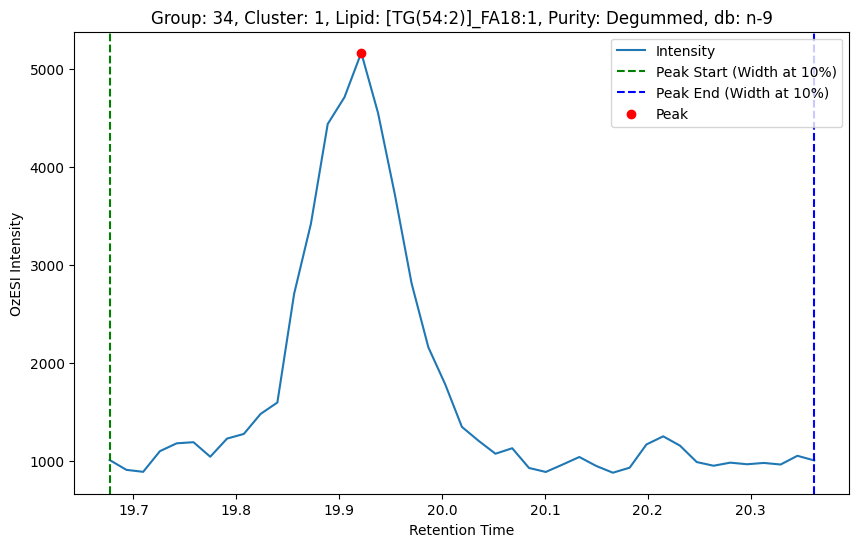 Group: 34, Cluster: 1, Lipid: [TG(54:2)]_FA18:1, Purity: Degummed, db: n-9
Intensity
Peak Start (Width at 10%)
Peak End (Width at 10%)
Peak
OzESI Intensity
5000
4000
3000
2000
1000
19.7 19.8 19.9 20.0 20.1 20.2 20.3
Retention Time